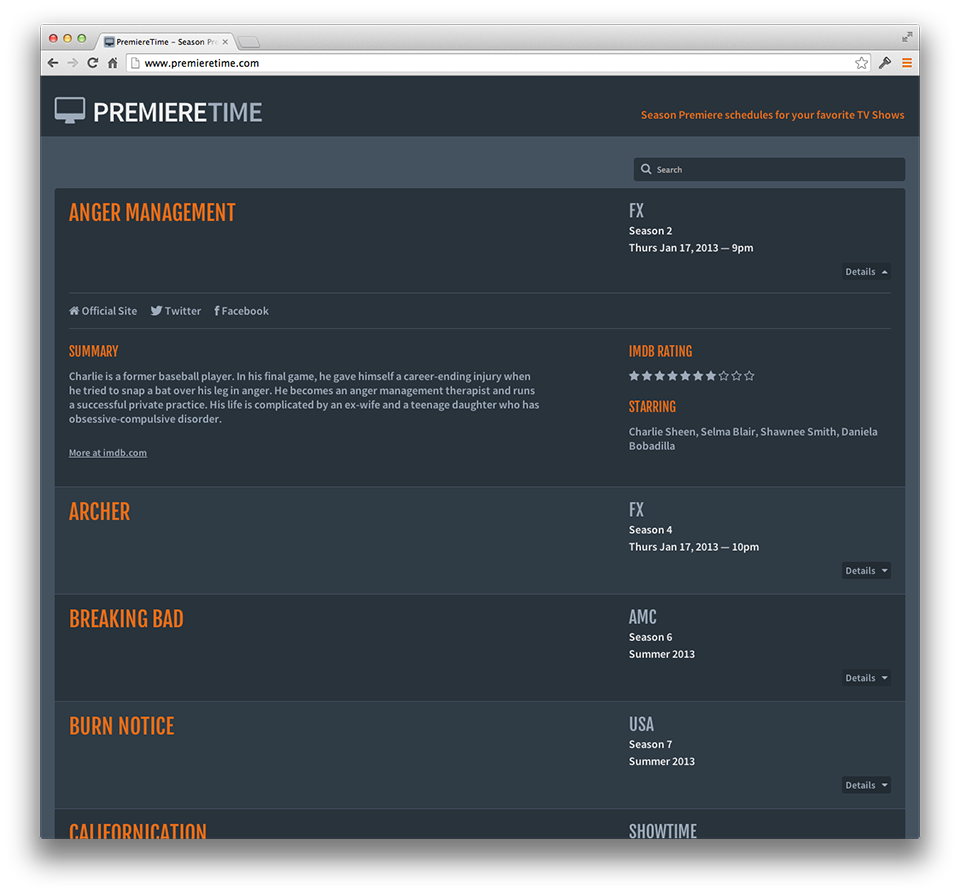 PremiereTime – Season Pre
www.premieretime.com
PREMIERETIME
Season Premiere schedules for your favorite TV Shows
Search
ANGER MANAGEMENT
FX
Season 2
Thurs Jan 17, 2013 — 9pm
Details
Official Site Twitter Facebook
SUMMARY
Charlie is a former baseball player. In his final game, he gave himself a career-ending injury when
he tried to snap a bat over his leg in anger. He becomes an anger management therapist and runs
a successful private practice. His life is complicated by an ex-wife and a teenage daughter who has
obsessive-compulsive disorder.
More at imdb.com
IMDB RATING
STARRING
Charlie Sheen, Selma Blair, Shawnee Smith, Daniela
Bobadilla
ARCHER
FX
Season 4
Thurs Jan 17, 2013 — 10pm
Details
BREAKING BAD
AMC
Season 6
Summer 2013
Details
BURN NOTICE
USA
Season 7
Summer 2013
Details
CALIFORNICATION
SHOWTIME